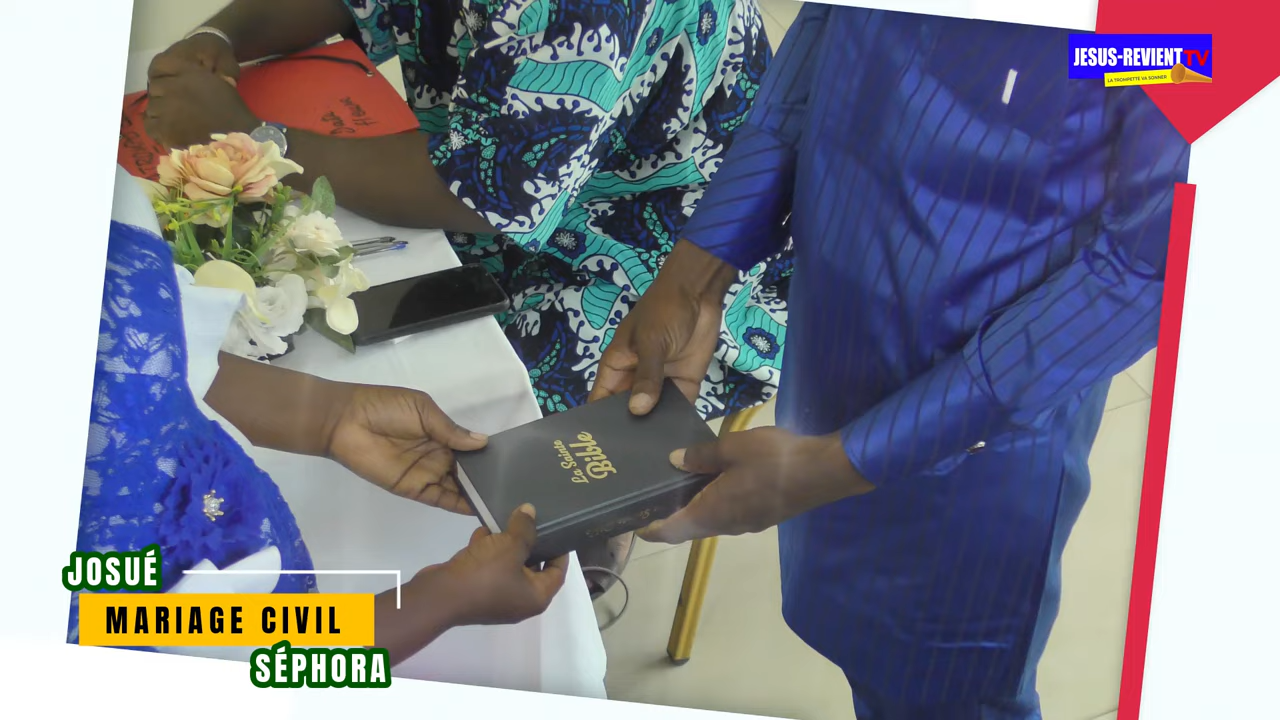 JESUS-REVIENT TV
LA TROMPETTE VA SONNER
La Sainte
Bible
JOSUÉ
MARIAGE CIVIL
SÉPHORA